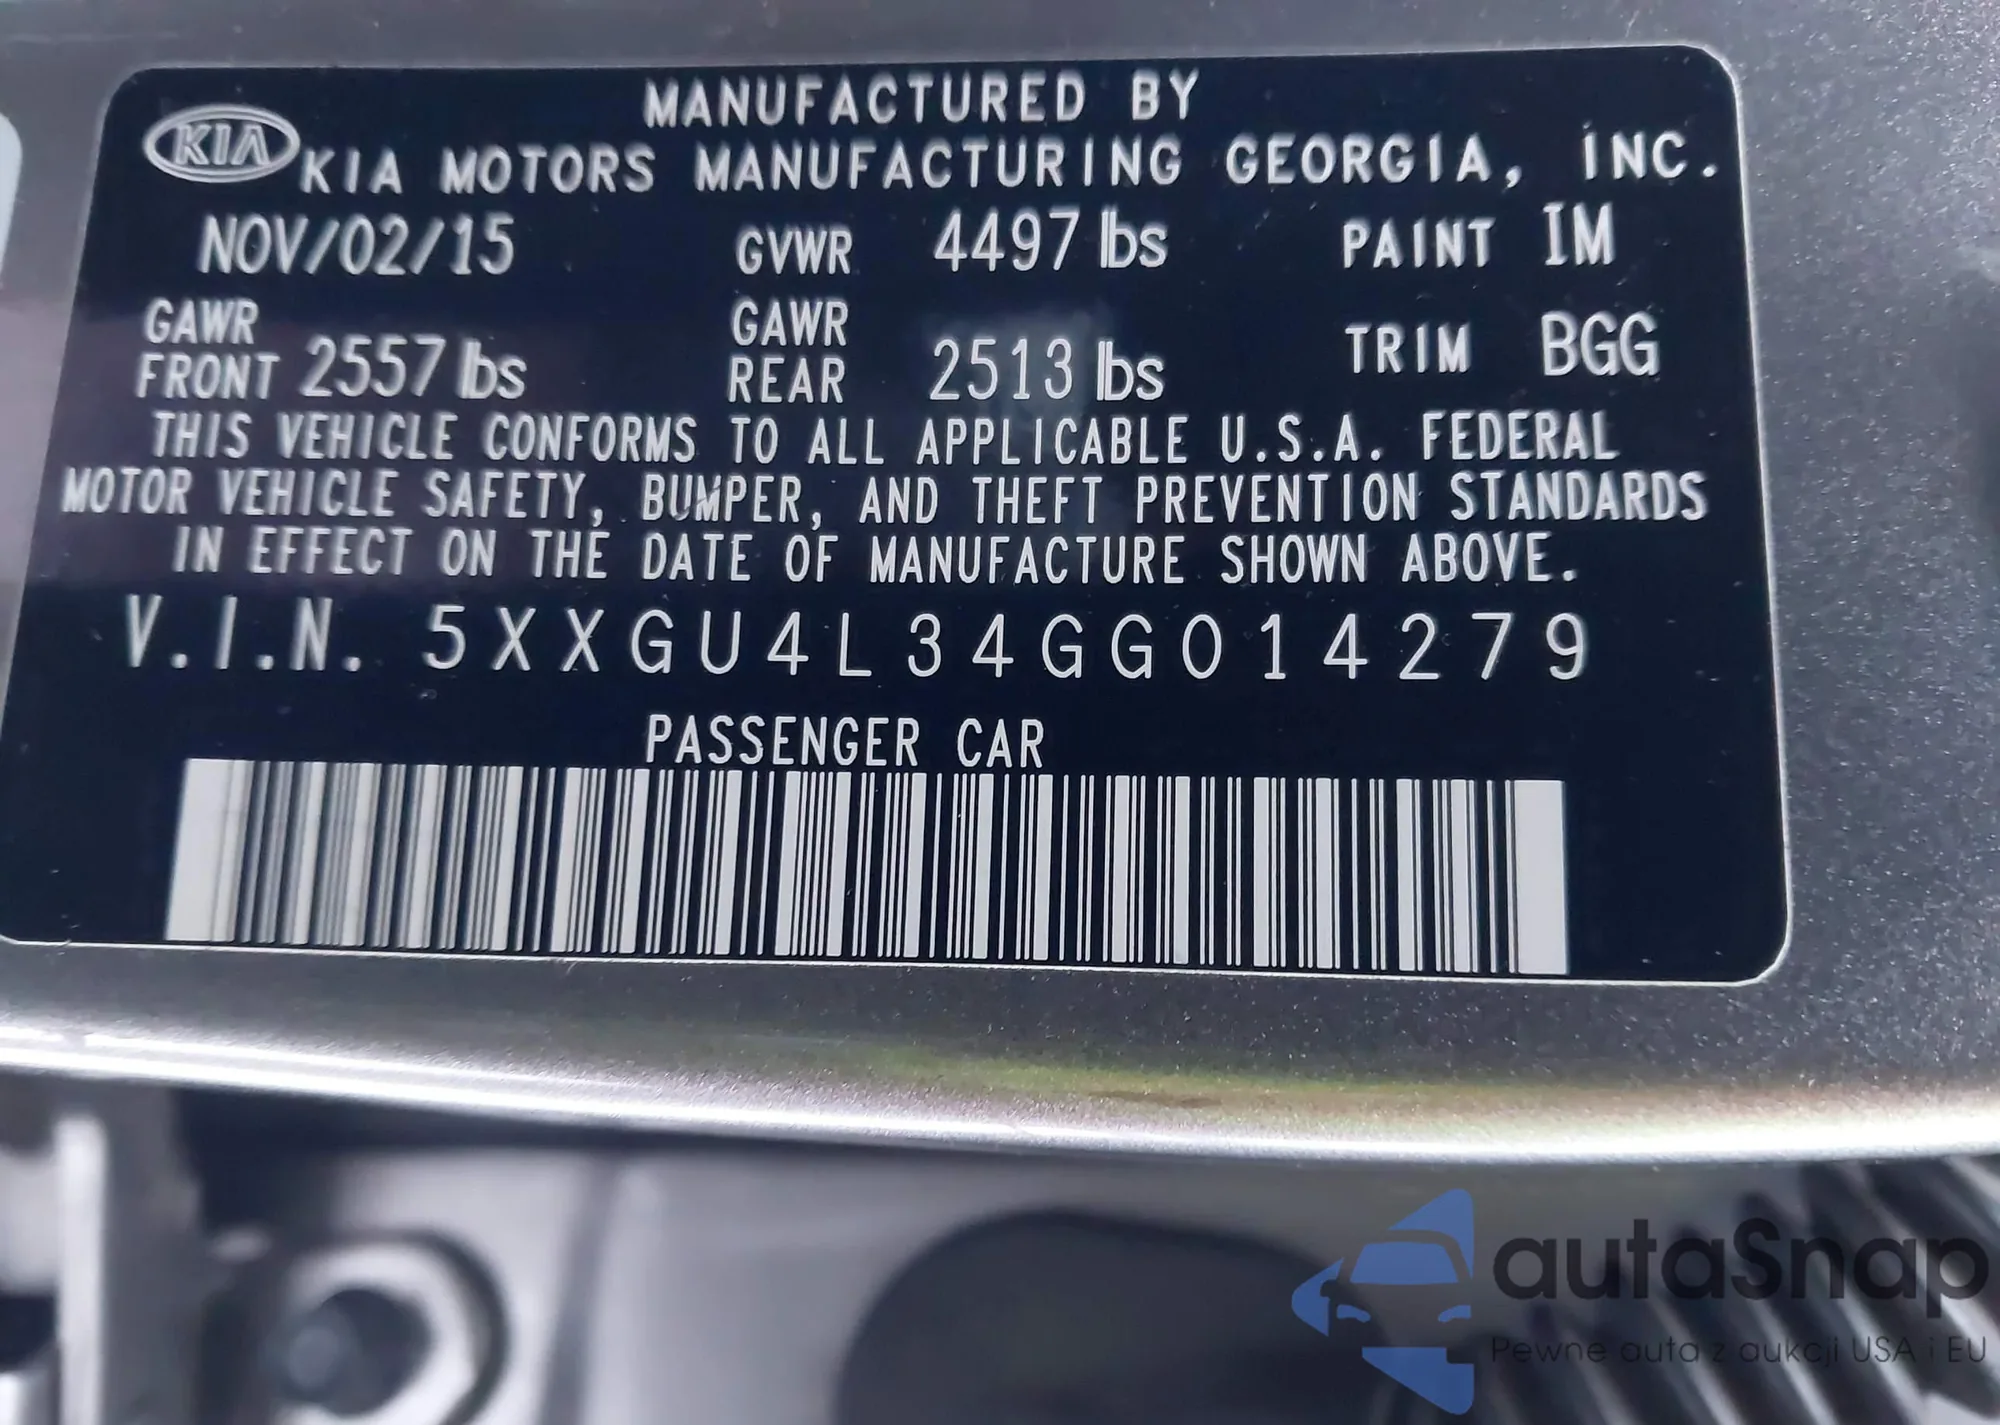 MANUFACTURED BY
KIA KIA MOTORS MANUFACTURING GEORGIA, INC.
NOV/02/15 GVWR 4497 lbs PAINT IM
GAWR FRONT 2557 lbs GAWR REAR 2513 lbs TRIM BGG
THIS VEHICLE CONFORMS TO ALL APPLICABLE U.S.A. FEDERAL
MOTOR VEHICLE SAFETY, BUMPER, AND THEFT PREVENTION STANDARDS
IN EFFECT ON THE DATE OF MANUFACTURE SHOWN ABOVE.
V.I.N. 5XXGU4L34GG014279
PASSENGER CAR
autaSnap
Pewne auta z aukcji USA i EU